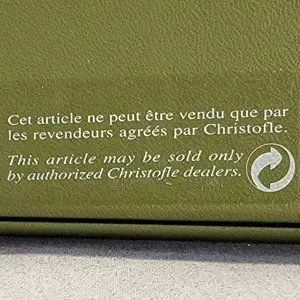 Cet article ne peut être vendu que par
les revendeurs agréés par Christofle.
This article may be sold only
by authorized Christofle dealers.